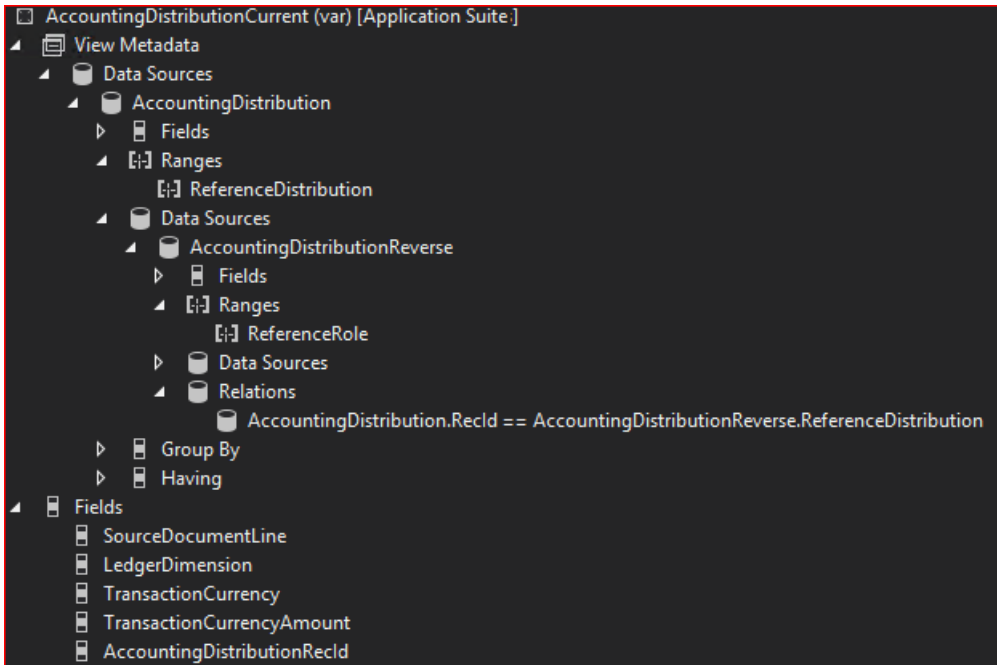 AccountingDistributionCurrent (var) [Application Suite:]
View Metadata
Data Sources
AccountingDistribution
Fields
Ranges
ReferenceDistribution
Data Sources
AccountingDistributionReverse
Fields
Ranges
ReferenceRole
Data Sources
Relations
AccountingDistribution.RecId == AccountingDistributionReverse.ReferenceDistribution
Group By
Having
Fields
SourceDocumentLine
LedgerDimension
TransactionCurrency
TransactionCurrencyAmount
AccountingDistributionRecId